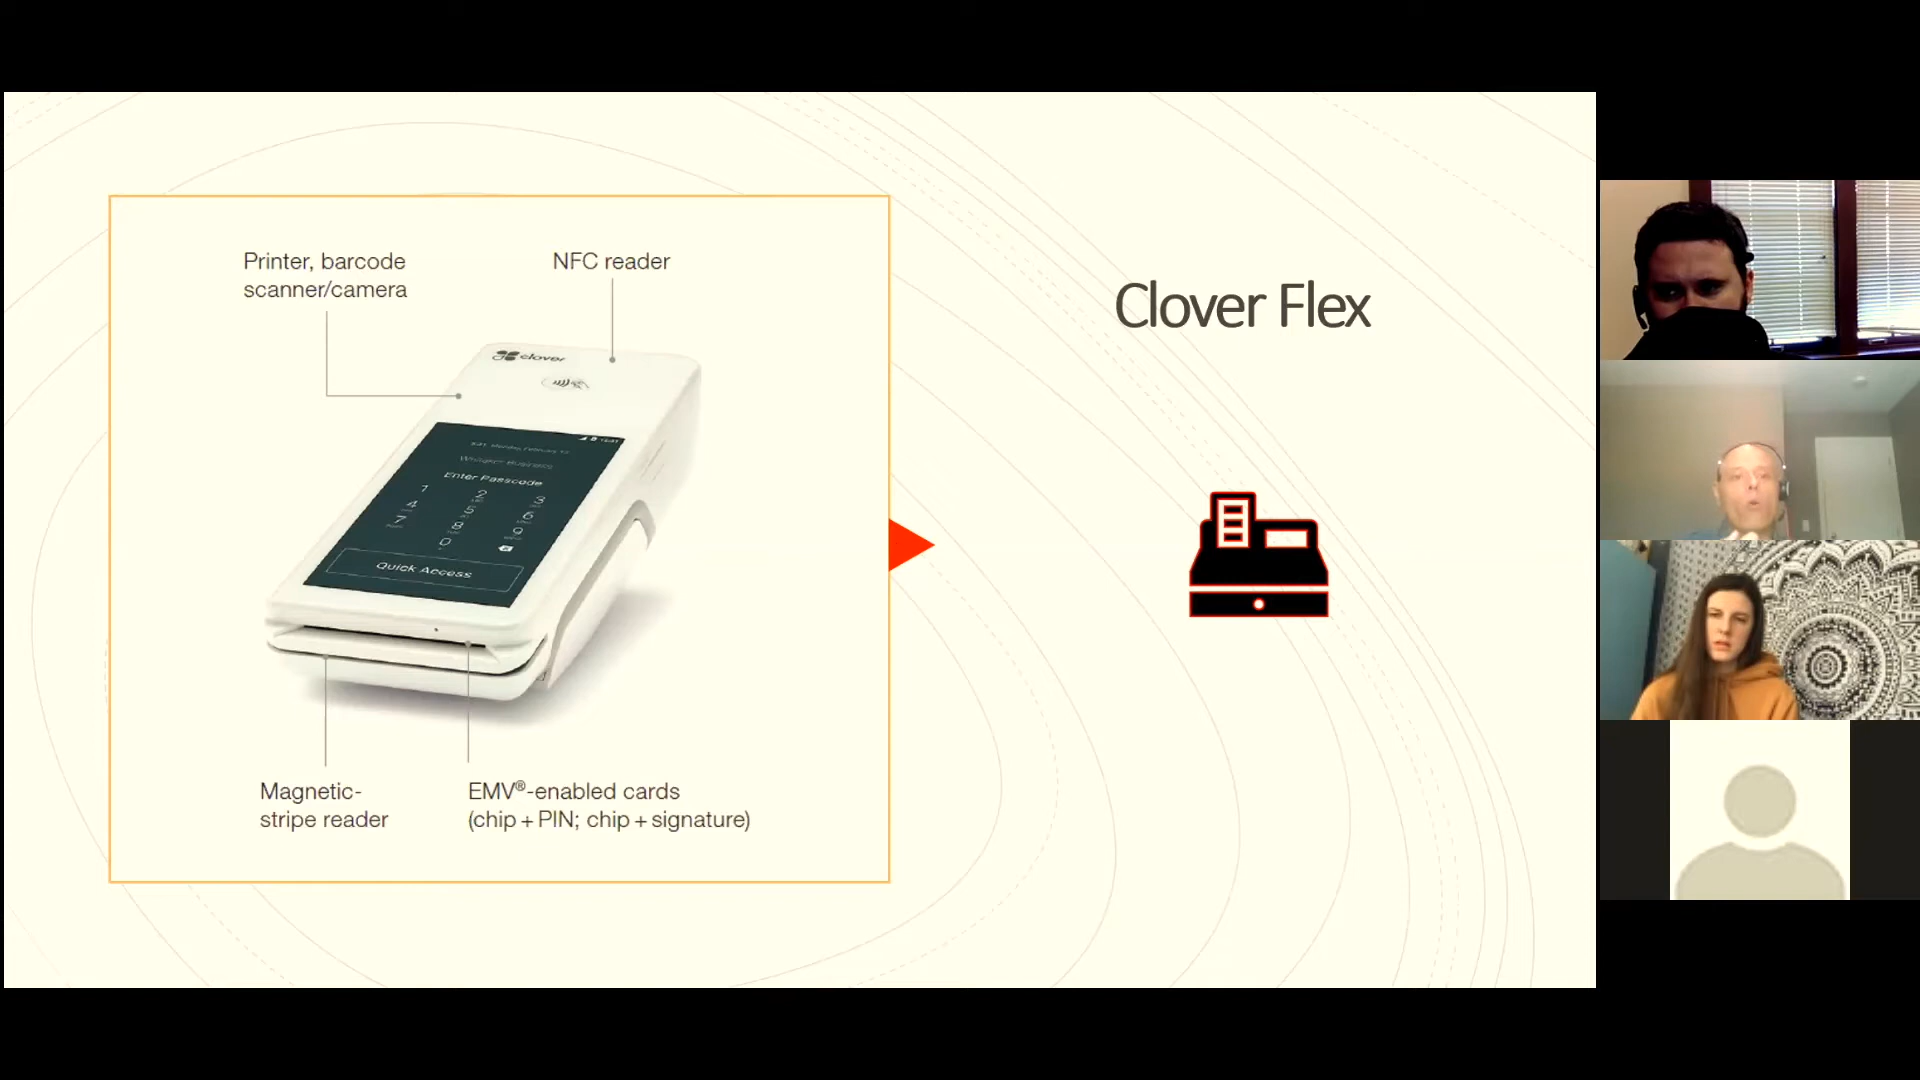 Printer, barcode
scanner/camera
NFC reader
Clover Flex
clover
Enter Passcode
1 2 3
4 5 6
7 8 9
0
Quick Access
Magnetic-
stripe reader
EMV®-enabled cards
(chip + PIN; chip + signature)